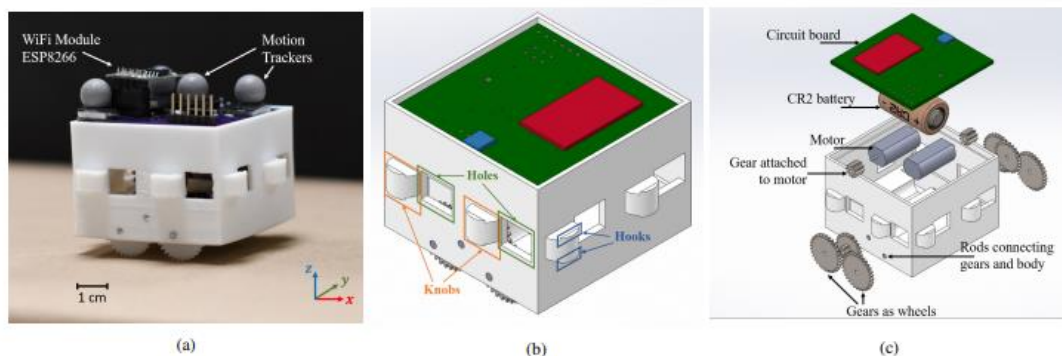 WiFi Module
ESP8266
Motion
Trackers
1 cm
z
y
x
(a)
Holes
Hooks
Knobs
(b)
Circuit board
CR2 battery
Motor
Gear attached
to motor
Rods connecting
gears and body
Gears as wheels
(c)